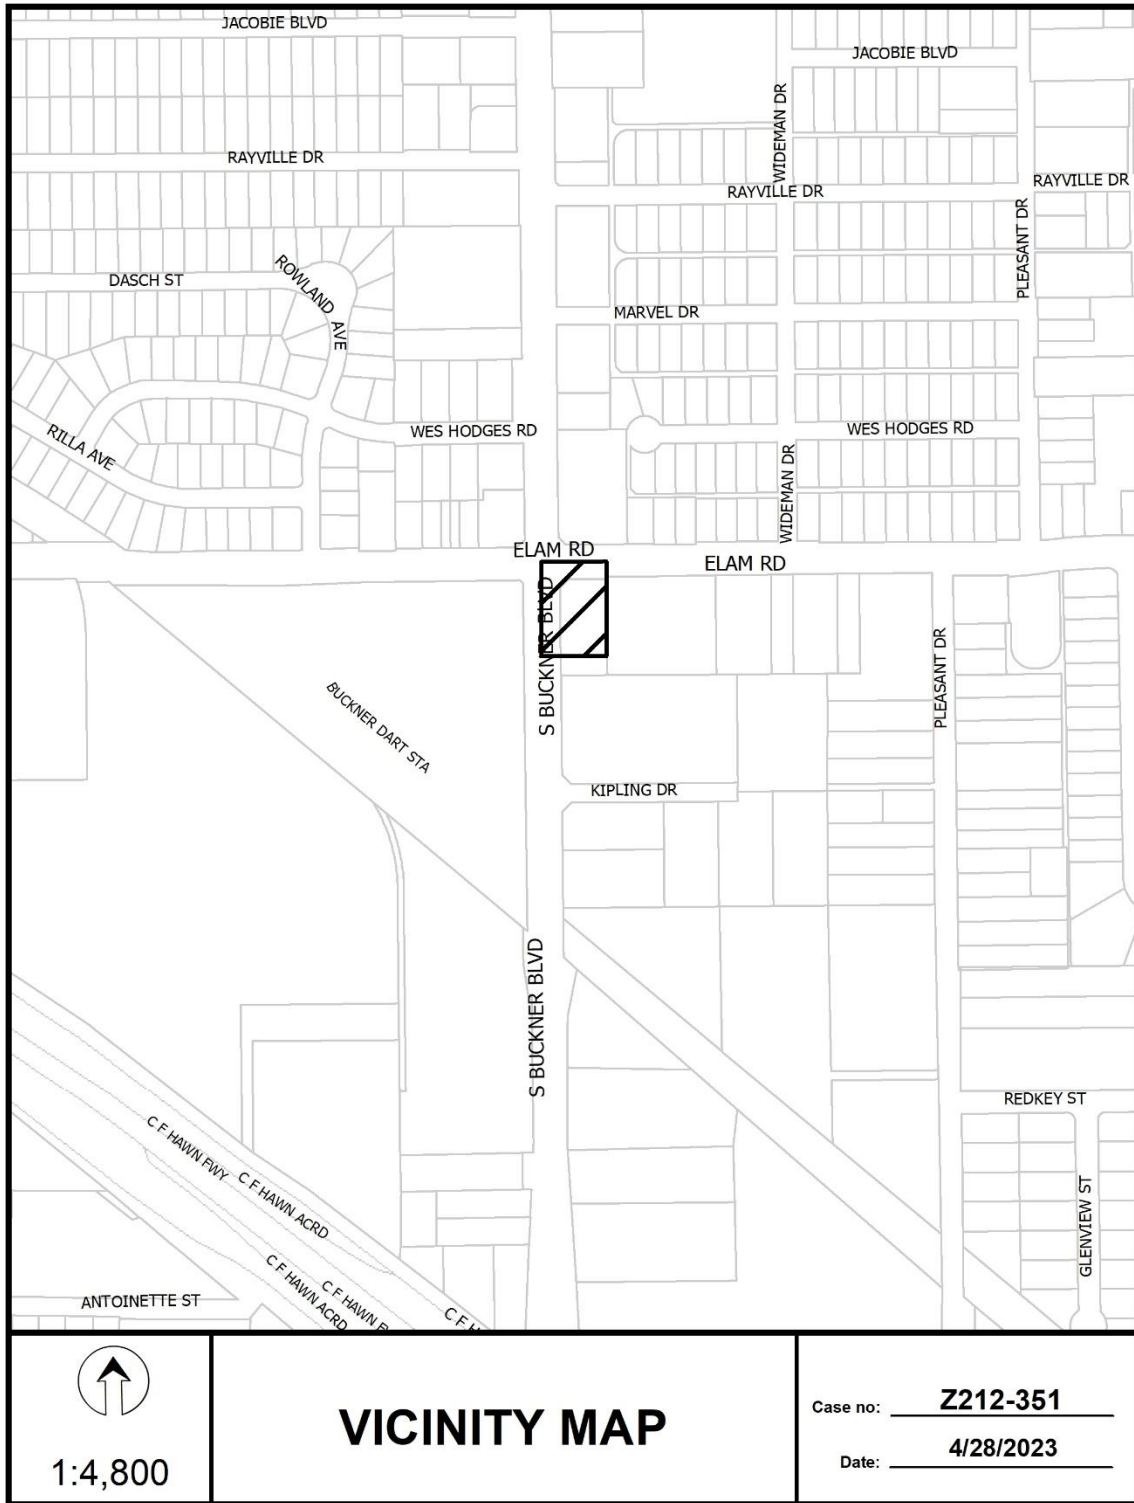 JACOBIE BLVD
JACOBIE BLVD
WIDEMAN DR
RAYVILLE DR
RAYVILLE DR
RAYVILLE DR
PLEASANT DR
ROWLAND AVE
DASCH ST
MARVEL DR
RILLA AVE
WES HODGES RD
WES HODGES RD
WIDEMAN DR
ELAM RD
ELAM RD
S BUCKNER BLVD
PLEASANT DR
BUCKNER DART STA
KIPLING DR
S BUCKNER BLVD
REDKEY ST
C F HAWN FWY
C F HAWN ACRD
GLENVIEW ST
C F HAWN ACRD
C F HAWN F
C F H
ANTOINETTE ST
1:4,800
VICINITY MAP
Case no: Z212-351
Date: 4/28/2023